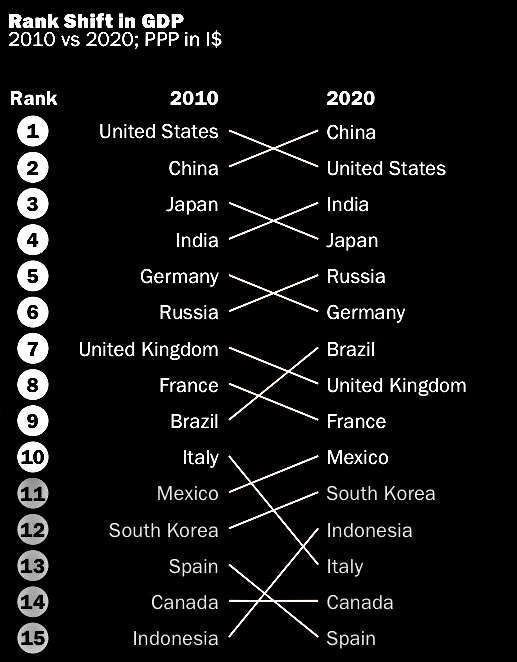 Rank Shift in GDP
2010 vs 2020; PPP in I$
Rank 2010 2020
1 United States China
2 China United States
3 Japan India
4 India Japan
5 Germany Russia
6 Russia Germany
7 United Kingdom Brazil
8 France United Kingdom
9 Brazil France
10 Italy Mexico
11 Mexico South Korea
12 South Korea Indonesia
13 Spain Italy
14 Canada Canada
15 Indonesia Spain